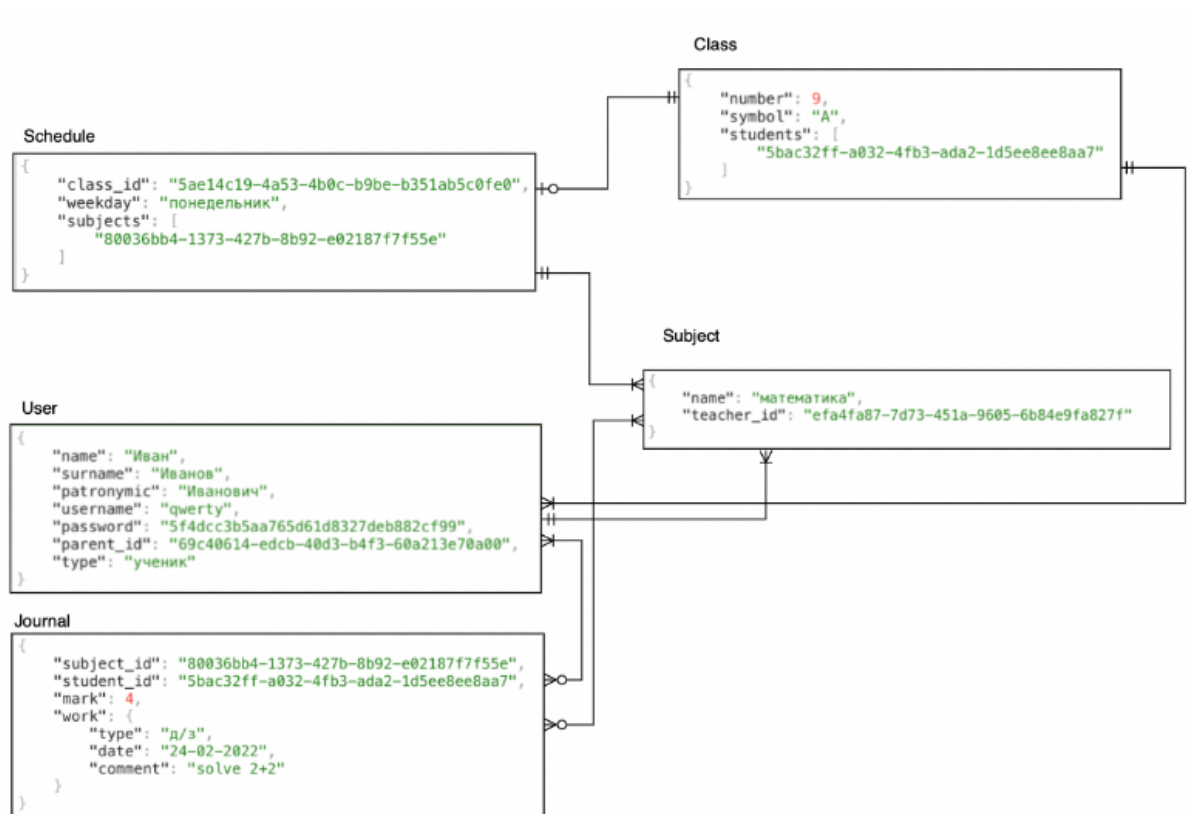 Class
{
"number": 9,
"symbol": "A",
"students": [
"5bac32ff-a032-4fb3-ada2-1d5ee8ee8aa7"
]
}
Schedule
{
"class_id": "5ae14c19-4a53-4b0c-b9be-b351ab5c0fe0",
"weekday": "понедельник",
"subjects": [
"80036bb4-1373-427b-8b92-e02187f7f55e"
]
}
Subject
{
"name": "математика",
"teacher_id": "efa4fa87-7d73-451a-9605-6b84e9fa827f"
}
User
{
"name": "Иван",
"surname": "Иванов",
"patronymic": "Иванович",
"username": "qwerty",
"password": "5f4dcc3b5aa765d61d8327deb882cf99",
"parent_id": "69c40614-edcb-40d3-b4f3-60a213e70a00",
"type": "ученик"
}
Journal
{
"subject_id": "80036bb4-1373-427b-8b92-e02187f7f55e",
"student_id": "5bac32ff-a032-4fb3-ada2-1d5ee8ee8aa7",
"mark": 4,
"work": {
"type": "д/з",
"date": "24-02-2022",
"comment": "solve 2+2"
}
}